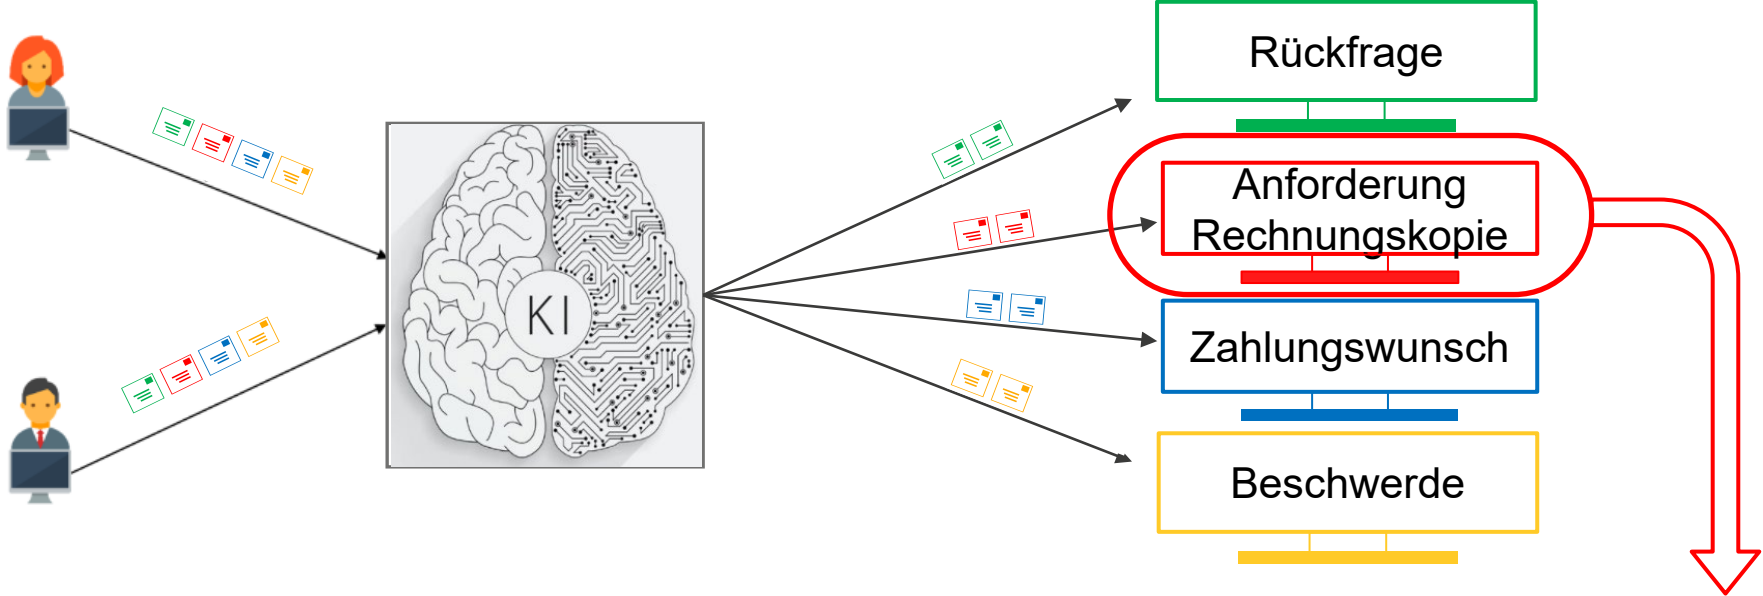 Rückfrage
Anforderung
Rechnungskopie
KI
Zahlungswunsch
Beschwerde